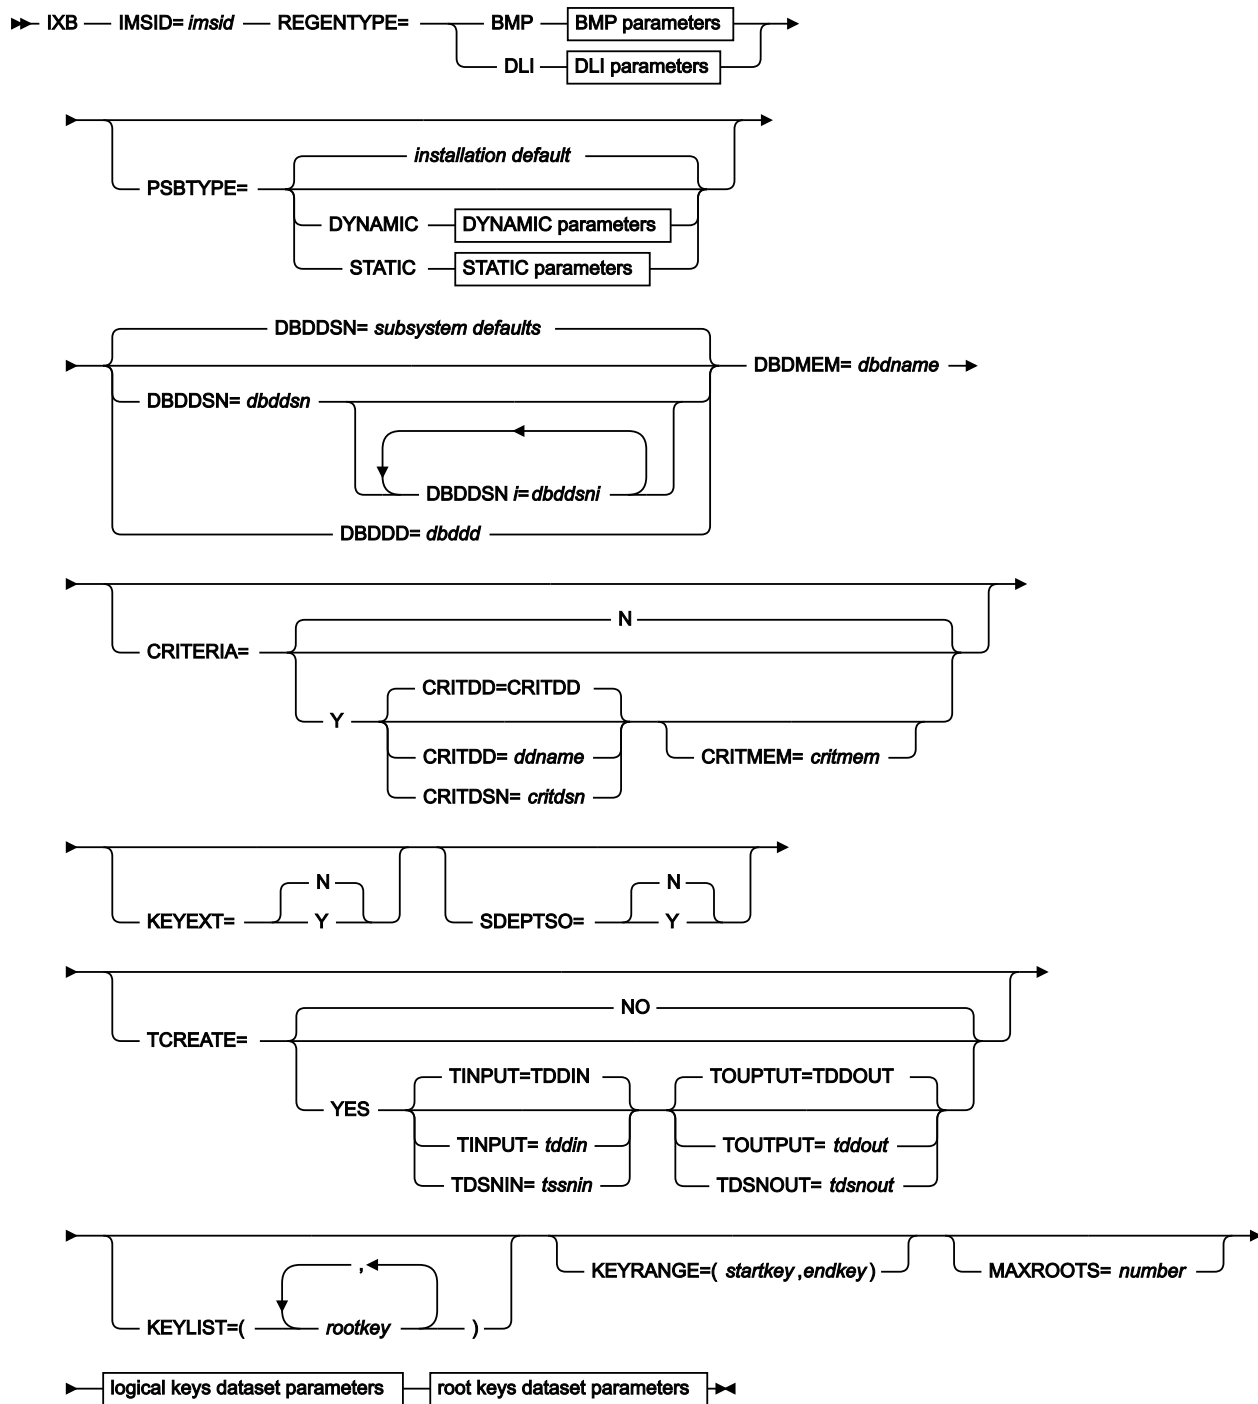 IXB IMSID= imsid REGENTYPE= BMP BMP parameters
DLI DLI parameters
installation default
PSBTYPE=
DYNAMIC DYNAMIC parameters
STATIC STATIC parameters
DBDDSN= subsystem defaults
DBDMEM= dbdname
DBDDSN= dbddsn
DBDDSN i=dbddsni
DBDDD= dbddd
N
CRITERIA=
CRITDD=CRITDD
Y
CRITDD= ddname CRITMEM= critmem
CRITDSN= critdsn
N N
KEYEXT= Y SDEPTSO= Y
NO
TCREATE=
TINPUT=TDDIN TOUPTUT=TDDOUT
YES
TINPUT= tddin TOUTPUT= tddout
TDSNIN= tssnin TDSNOUT= tdsnout
, KEYRANGE=( startkey ,endkey ) MAXROOTS= number
KEYLIST=( rootkey )
logical keys dataset parameters root keys dataset parameters